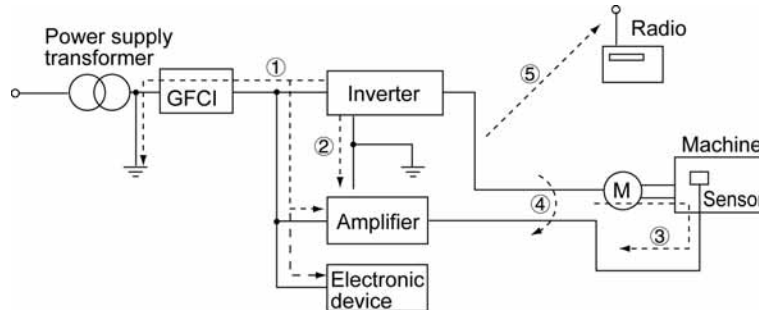 Power supply
transformer
GFCI
①
Inverter
②
Amplifier
Electronic
device
⑤
Radio
④
M
Machine
Sensor
③